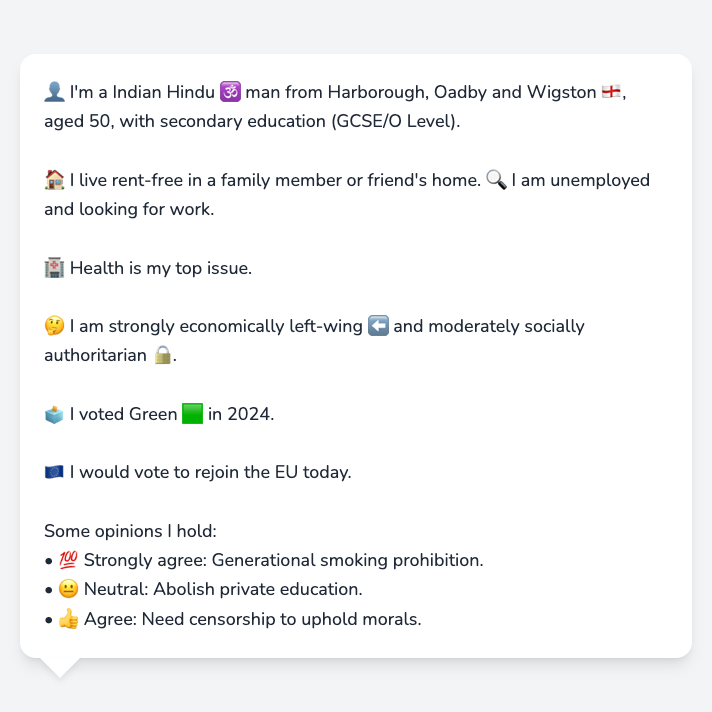 👤 I'm a Indian Hindu 🕉️ man from Harborough, Oadby and Wigston 🏴󠁧󠁢󠁥󠁮󠁧󠁿,
aged 50, with secondary education (GCSE/O Level).
🏠 I live rent-free in a family member or friend's home. 🔍 I am unemployed
and looking for work.
🏥 Health is my top issue.
🤔 I am strongly economically left-wing ⬅️ and moderately socially
authoritarian 🔒.
🗳️ I voted Green 🟩 in 2024.
🇪🇺 I would vote to rejoin the EU today.
Some opinions I hold:
• 💯 Strongly agree: Generational smoking prohibition.
• 😐 Neutral: Abolish private education.
• 👍 Agree: Need censorship to uphold morals.